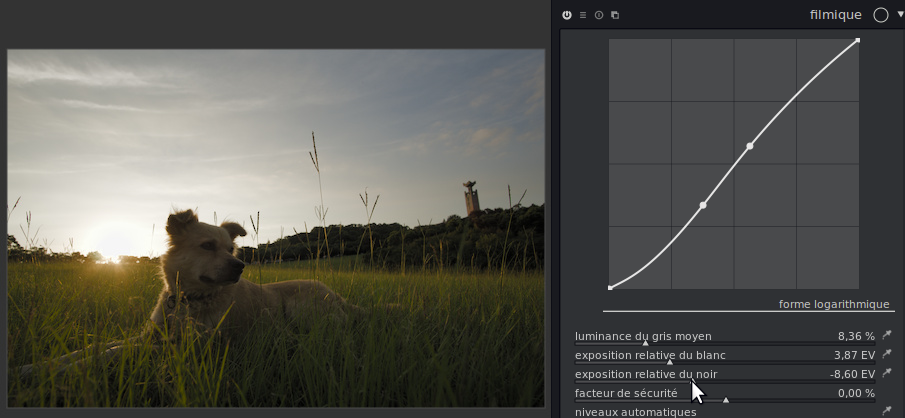 filmique
forme logarithmique
luminance du gris moyen 8,36 %
exposition relative du blanc 3,87 EV
exposition relative du noir -8,60 EV
facteur de sécurité 0,00 %
niveaux automatiques